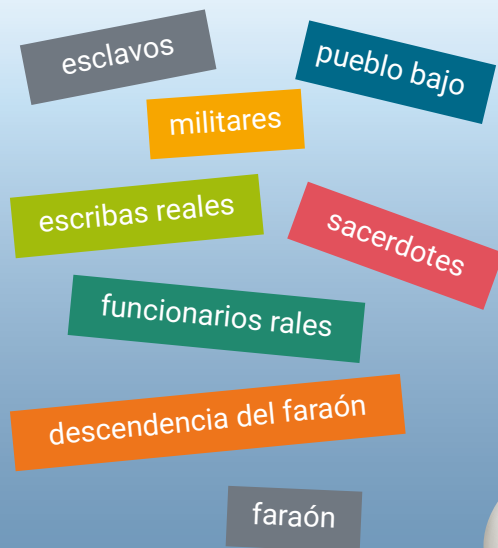 esclavos
pueblo bajo
militares
escribas reales
sacerdotes
funcionarios rales
descendencia del faraón
faraón